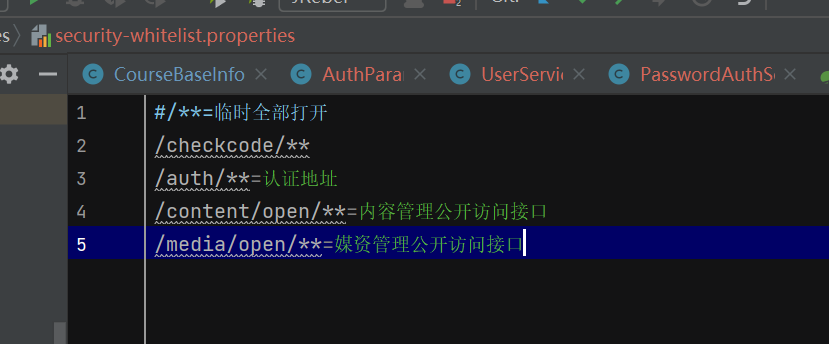 JRebel
Git:
es
security-whitelist.properties
CourseBaseInfo
AuthPara
UserServi
PasswordAuthS
1 #/**=临时全部打开
2 /checkcode/**
3 /auth/**=认证地址
4 /content/open/**=内容管理公开访问接口
5 /media/open/**=媒资管理公开访问接口